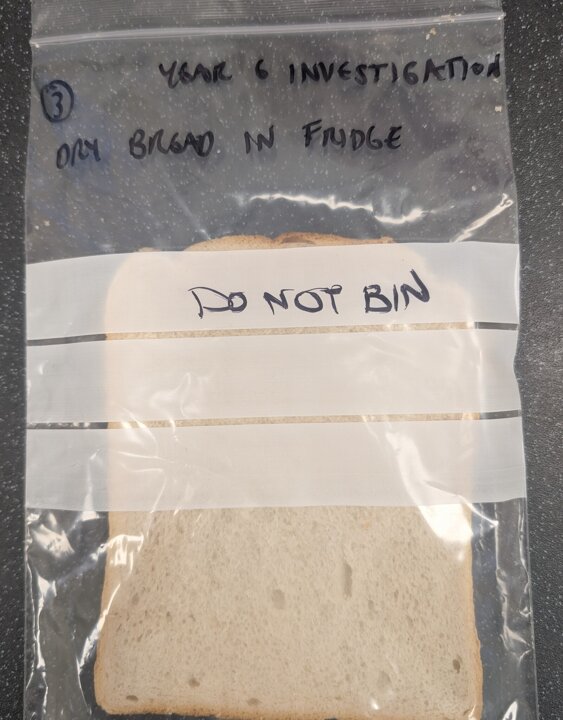 YEAR 6 INVESTIGATION
3
DRY BREAD IN FRIDGE
DO NOT BIN